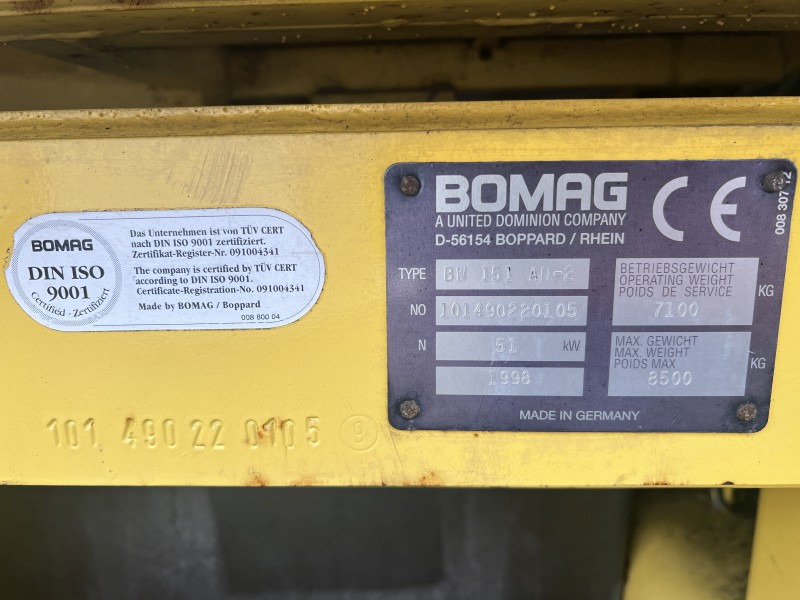 BOMAG
DIN ISO
9001
Certified - Zertifiziert
Das Unternehmen ist von TÜV CERT
nach DIN ISO 9001 zertifiziert.
Zertifikat-Register-Nr. 091004341
The company is certified by TÜV CERT
according to DIN ISO 9001.
Certificate-Registration-No. 091004341
Made by BOMAG / Boppard
008 800 04
101 490 22 0105
BOMAG
A UNITED DOMINION COMPANY
D-56154 BOPPARD / RHEIN
CE
TYPE BW 151 AD-2
NO 101490220105
N 51 kW
1998
BETRIEBSGEWICHT
OPERATING WEIGHT
POIDS DE SERVICE
7100 KG
MAX. GEWICHT
MAX. WEIGHT
POIDS MAX
8500 KG
MADE IN GERMANY